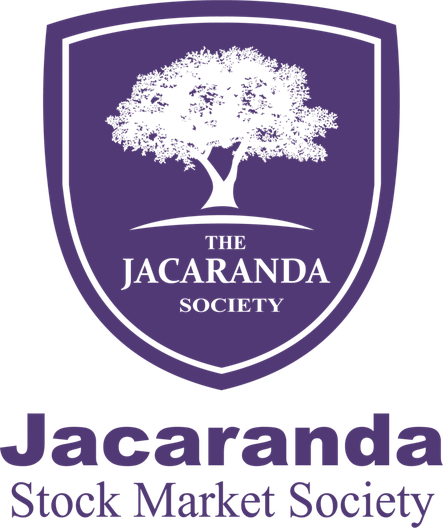 THE
JACARANDA
SOCIETY
Jacaranda
Stock Market Society